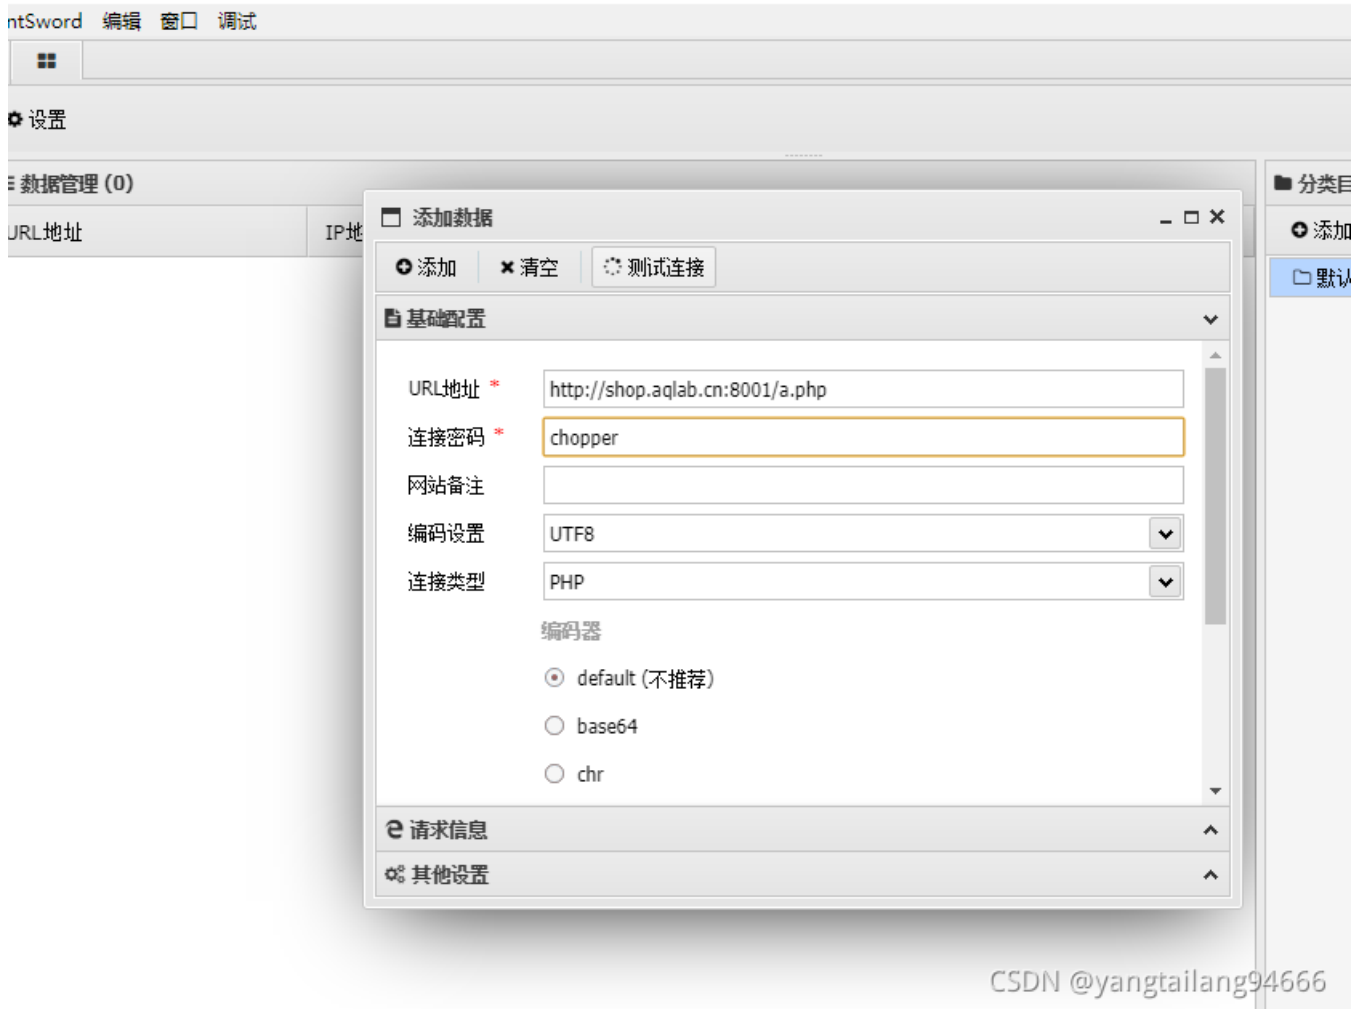 ntSword 编辑 窗口 调试
设置
数据管理 (0)
分类目
URL地址
IP地
添加
默认
添加数据
添加 清空 测试连接
基础配置
URL地址 * http://shop.aqlab.cn:8001/a.php
连接密码 * chopper
网站备注
编码设置 UTF8
连接类型 PHP
编码器
default (不推荐)
base64
chr
请求信息
其他设置
CSDN @yangtailang94666